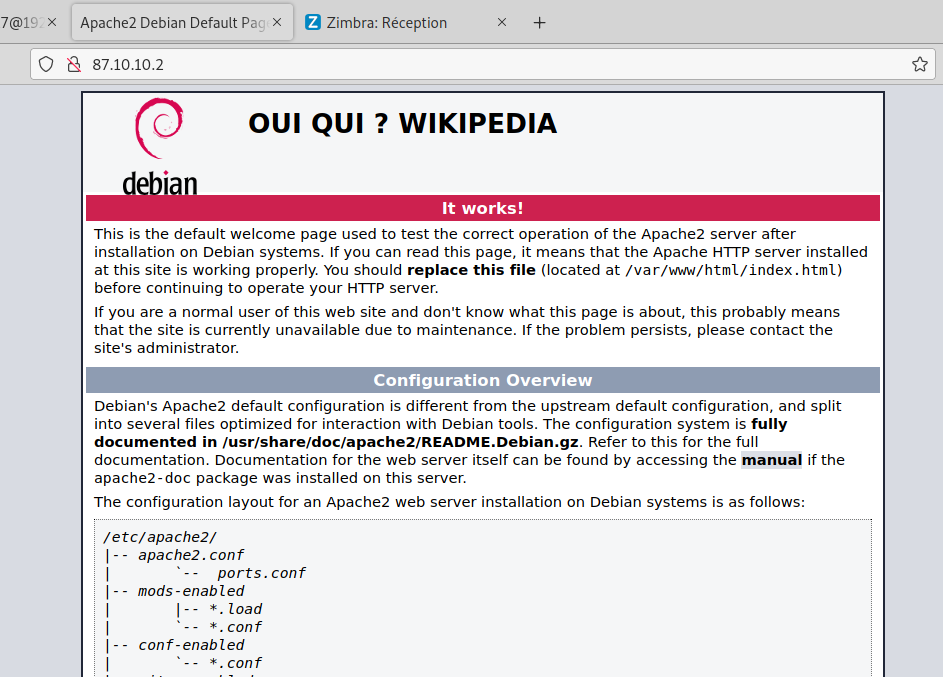 7@192
Apache2 Debian Default Pag
Zimbra: Réception
87.10.10.2
debian
OUI QUI ? WIKIPEDIA
It works!
This is the default welcome page used to test the correct operation of the Apache2 server after
installation on Debian systems. If you can read this page, it means that the Apache HTTP server installed
at this site is working properly. You should replace this file (located at /var/www/html/index.html)
before continuing to operate your HTTP server.
If you are a normal user of this web site and don't know what this page is about, this probably means
that the site is currently unavailable due to maintenance. If the problem persists, please contact the
site's administrator.
Configuration Overview
Debian's Apache2 default configuration is different from the upstream default configuration, and split
into several files optimized for interaction with Debian tools. The configuration system is fully
documented in /usr/share/doc/apache2/README.Debian.gz. Refer to this for the full
documentation. Documentation for the web server itself can be found by accessing the manual if the
apache2-doc package was installed on this server.
The configuration layout for an Apache2 web server installation on Debian systems is as follows:
/etc/apache2/
|-- apache2.conf
|       `--  ports.conf
|-- mods-enabled
|       |-- *.load
|       `-- *.conf
|-- conf-enabled
|       `-- *.conf